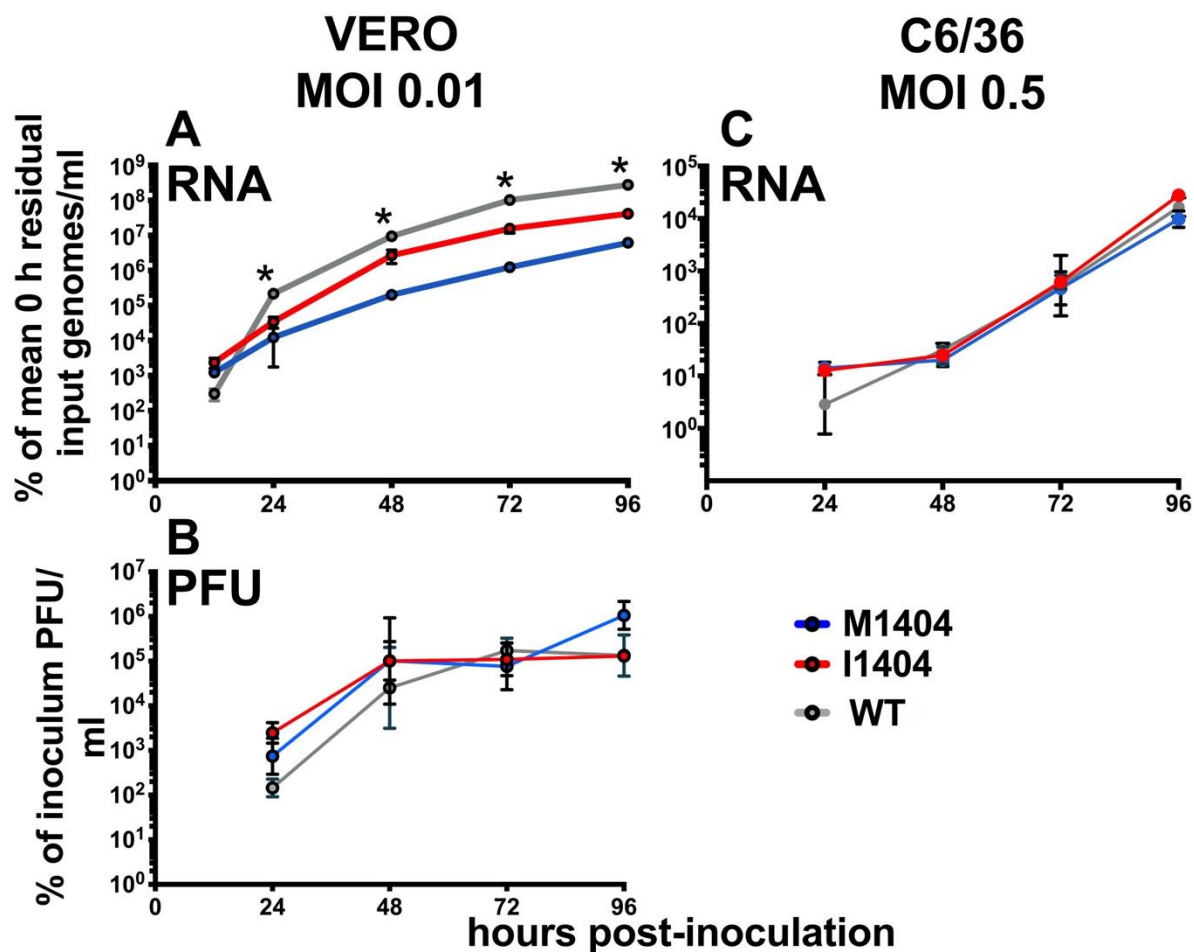 VERO
MOI 0.01
C6/36
MOI 0.5
A
RNA
% of mean 0 h residual
input genomes/ml
10⁹
10⁸
10⁷
10⁶
10⁵
10⁴
10³
10²
10¹
10⁰
* * * *
0 24 48 72 96
C
RNA
10⁵
10⁴
10³
10²
10¹
10⁰
0 24 48 72 96
B
PFU
% of inoculum PFU/
ml
10⁷
10⁶
10⁵
10⁴
10³
10²
10¹
10⁰
0 24 48 72 96
M1404
I1404
WT
hours post-inoculation